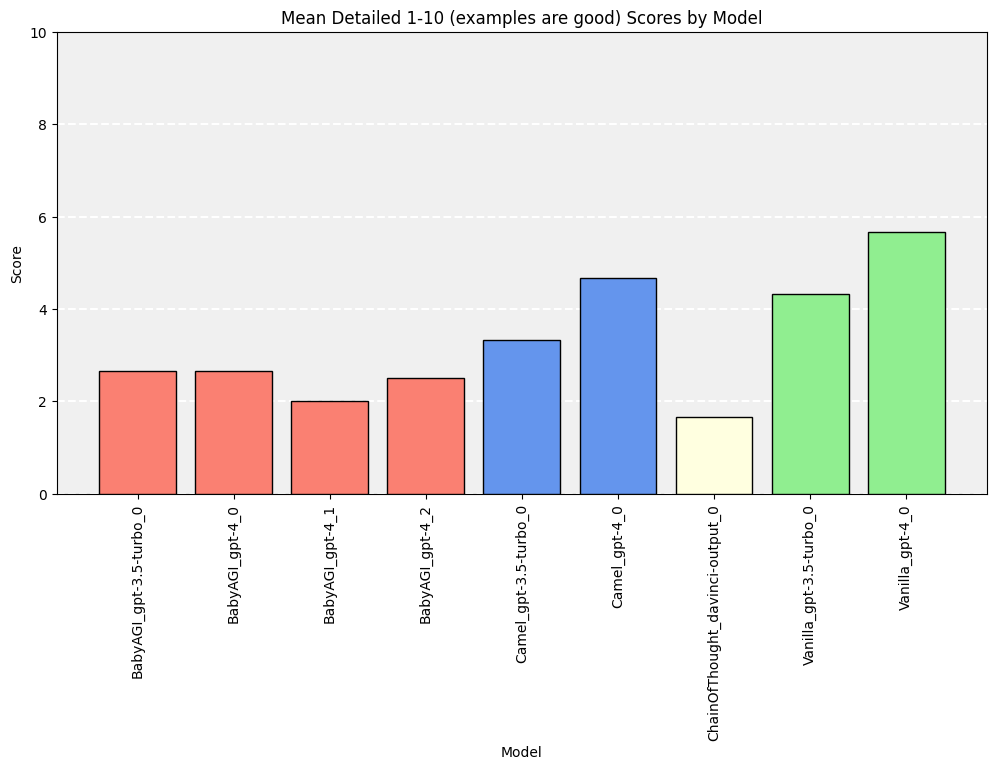 Mean Detailed 1-10 (examples are good) Scores by Model
10
8
6
4
2
0
Score
BabyAGI_gpt-3.5-turbo_0
BabyAGI_gpt-4_0
BabyAGI_gpt-4_1
BabyAGI_gpt-4_2
Camel_gpt-3.5-turbo_0
Camel_gpt-4_0
ChainOfThought_davinci-output_0
Vanilla_gpt-3.5-turbo_0
Vanilla_gpt-4_0
Model